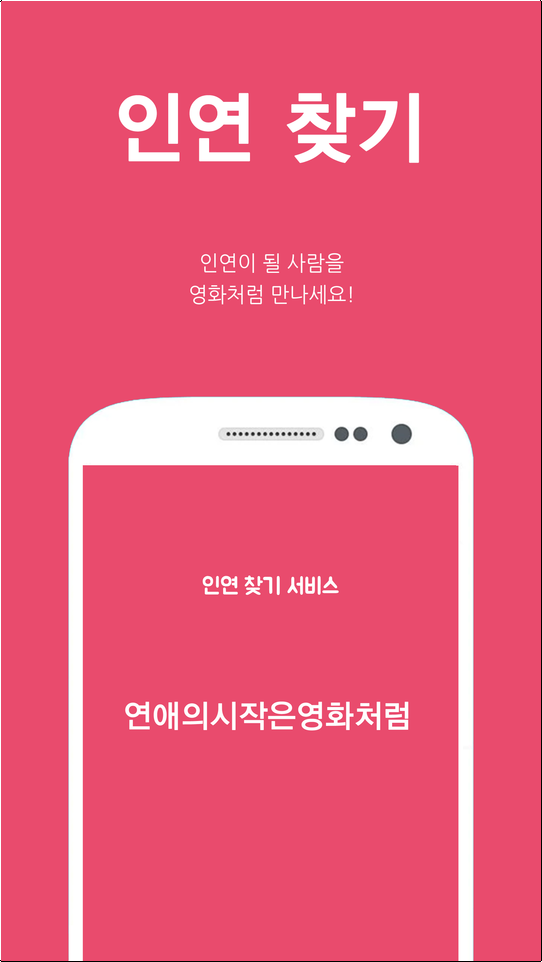 인연 찾기
인연이 될 사람을
영화처럼 만나세요!
인연 찾기 서비스
연애의시작은영화처럼